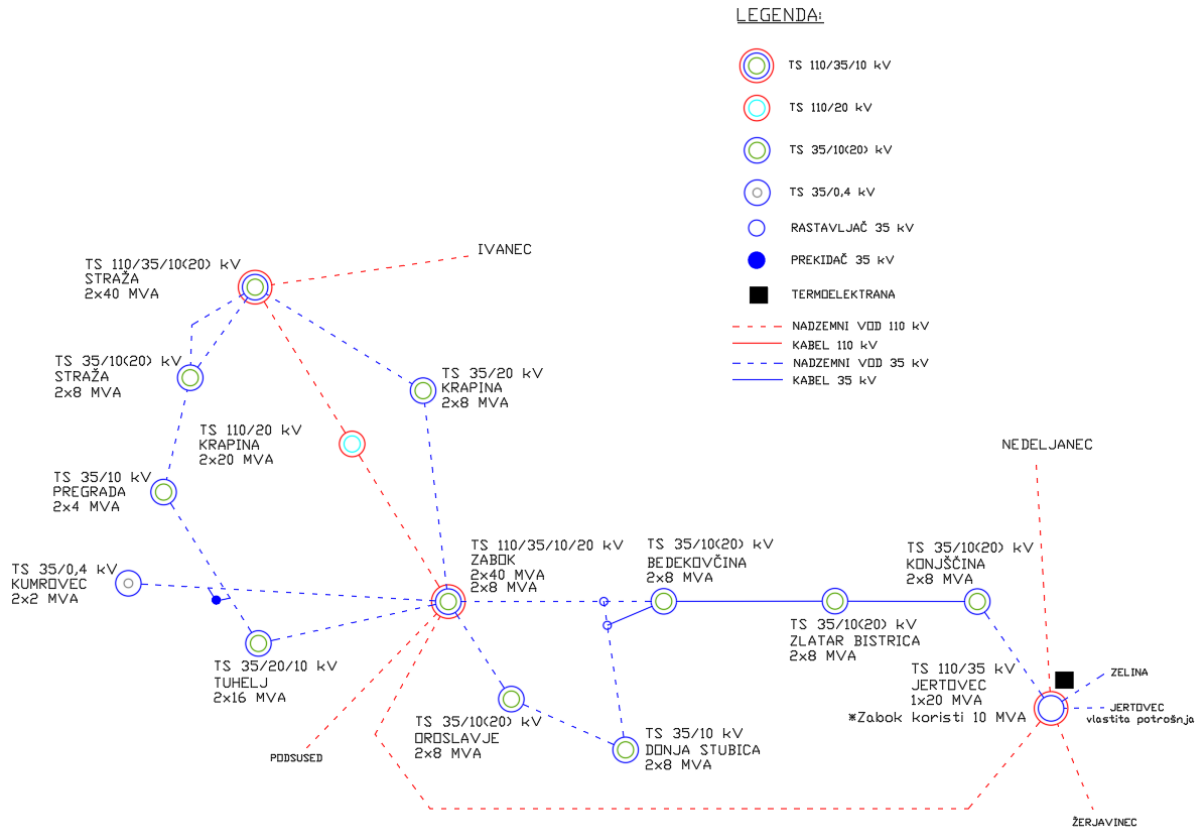 LEGENDA:
TS 110/35/10 kV
TS 110/20 kV
TS 35/10(20) kV
TS 35/0,4 kV
RASTAVLJAČ 35 kV
PREKIDAČ 35 kV
TERMOELEKTRANA
NADZEMNI VOD 110 kV
KABEL 110 kV
NADZEMNI VOD 35 kV
KABEL 35 kV
IVANEC
TS 110/35/10(20) kV
STRAŽA
2x40 MVA
TS 35/10(20) kV
STRAŽA
2x8 MVA
TS 35/20 kV
KRAPINA
2x8 MVA
TS 110/20 kV
KRAPINA
2x20 MVA
NEDELJANEC
TS 35/10 kV
PREGRADA
2x4 MVA
TS 110/35/10/20 kV
ZABOK
2x40 MVA
2x8 MVA
TS 35/10(20) kV
BEDEKOVČINA
2x8 MVA
TS 35/10(20) kV
KONJŠČINA
2x8 MVA
TS 35/0,4 kV
KUMROVEC
2x2 MVA
TS 35/10(20) kV
ZLATAR BISTRICA
2x8 MVA
TS 35/20/10 kV
TUHELJ
2x16 MVA
TS 110/35 kV
JERTOVEC
1x20 MVA
*Zabok koristi 10 MVA
ZELINA
JERTOVEC
vlastita potrošnja
TS 35/10(20) kV
OROSLAVJE
2x8 MVA
TS 35/10 kV
DONJA STUBICA
2x8 MVA
PODSUSED
ŽERJAVINEC